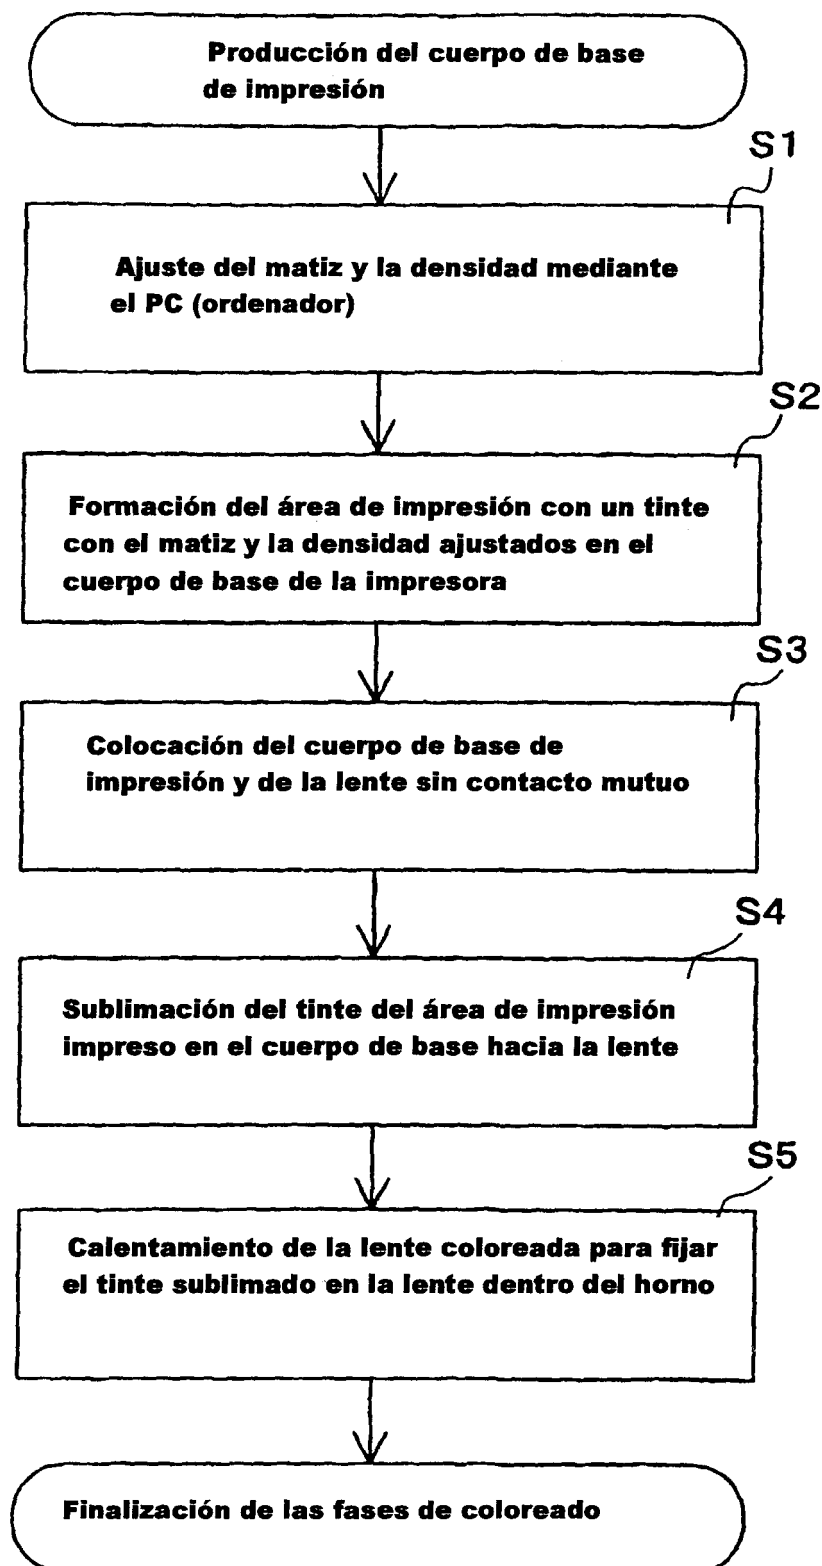 Producción del cuerpo de base
de impresión
S1
Ajuste del matiz y la densidad mediante
el PC (ordenador)
S2
Formación del área de impresión con un tinte
con el matiz y la densidad ajustados en el
cuerpo de base de la impresora
S3
Colocación del cuerpo de base de
impresión y de la lente sin contacto mutuo
S4
Sublimación del tinte del área de impresión
impreso en el cuerpo de base hacia la lente
S5
Calentamiento de la lente coloreada para fijar
el tinte sublimado en la lente dentro del horno
Finalización de las fases de coloreado